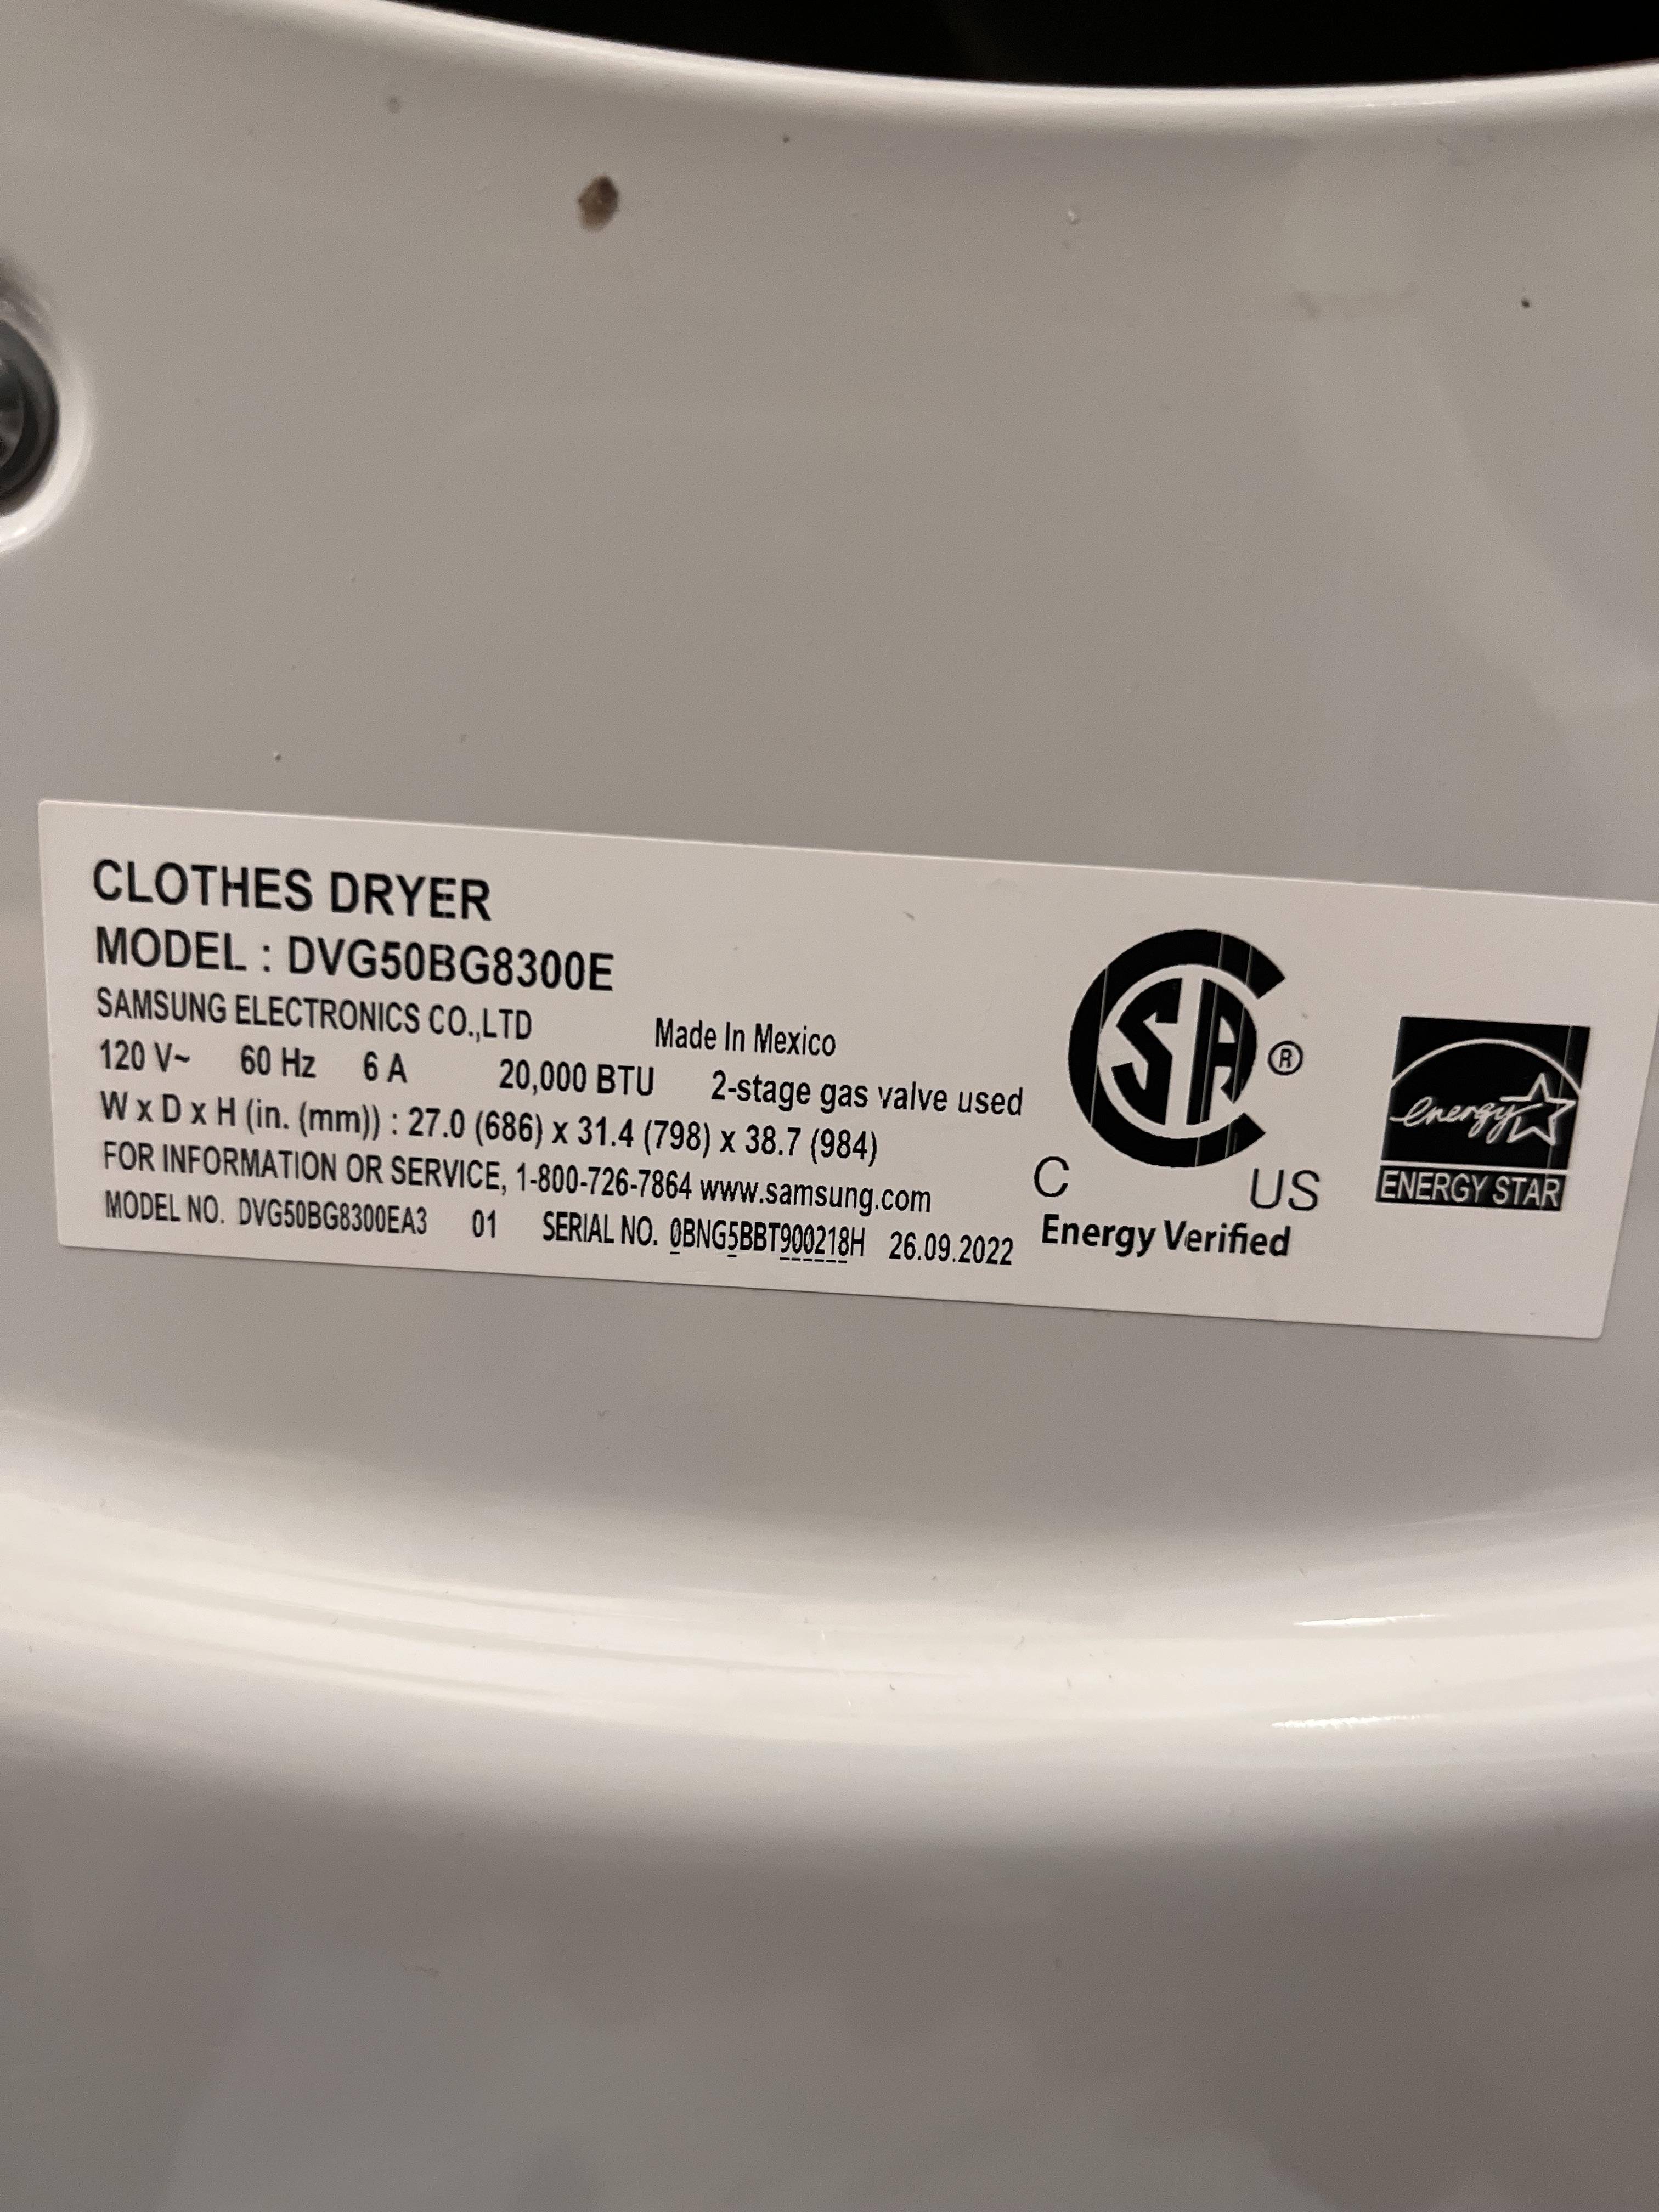 CLOTHES DRYER
MODEL : DVG50BG8300E
SAMSUNG ELECTRONICS CO.,LTD Made In Mexico
120 V~ 60 Hz 6 A 20,000 BTU 2-stage gas valve used
W x D x H (in. (mm)) : 27.0 (686) x 31.4 (798) x 38.7 (984)
FOR INFORMATION OR SERVICE, 1-800-726-7864 www.samsung.com
MODEL NO. DVG50BG8300EA3 01 SERIAL NO. 0BNG5BBT900218H 26.09.2022
CSA ®
C US
Energy Verified
energy
ENERGY STAR